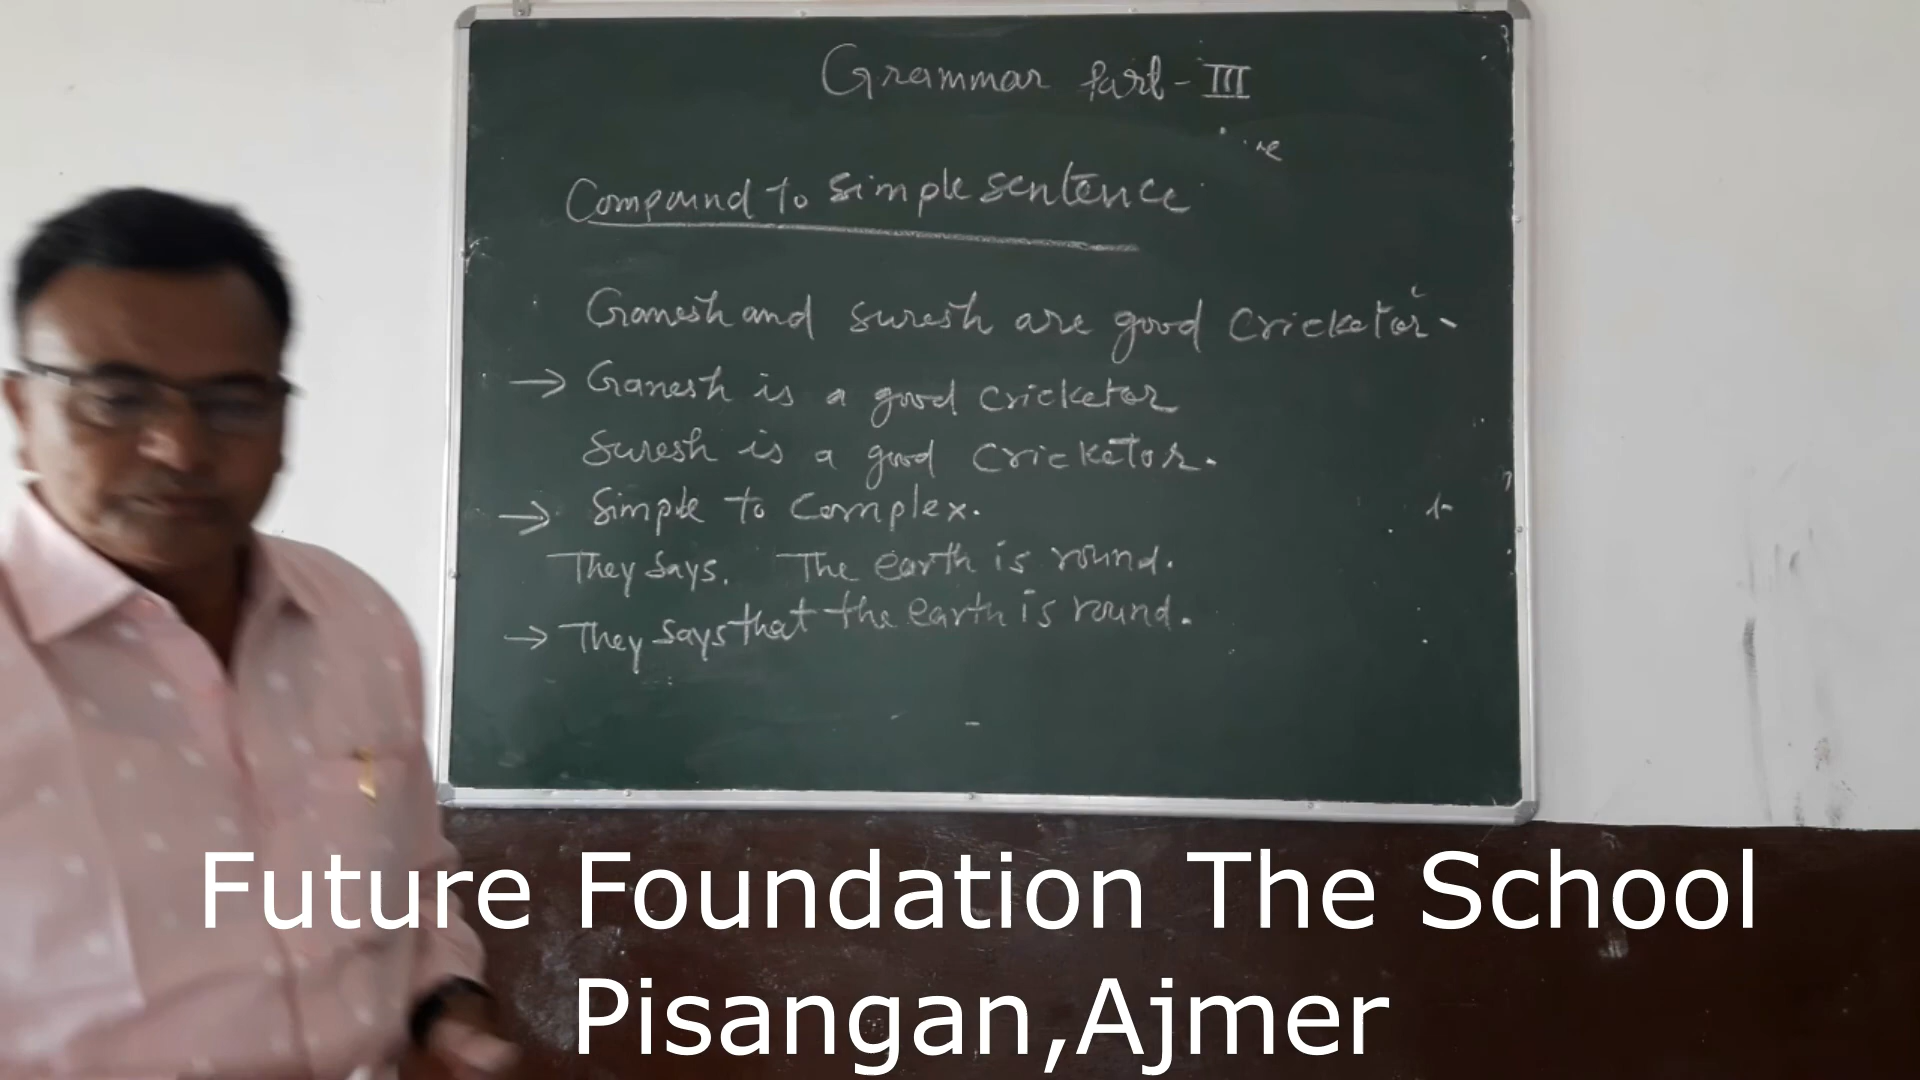 Grammar Part - III
Compound to simple sentence
Ganesh and Suresh are good Cricketor.
→ Ganesh is a good Cricketor
Suresh is a good Cricketor.
→ Simple to Complex.
They Says. The earth is round.
→ They Says that the earth is round.
Future Foundation The School
Pisangan,Ajmer